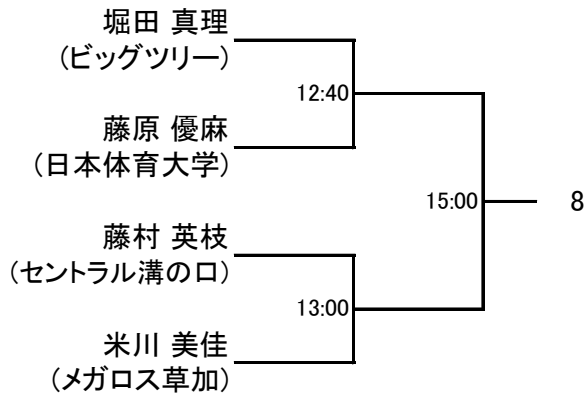 堀田 真理
(ビッグツリー)
12:40
藤原 優麻
(日本体育大学)
15:00
8
藤村 英枝
(セントラル溝の口)
13:00
米川 美佳
(メガロス草加)